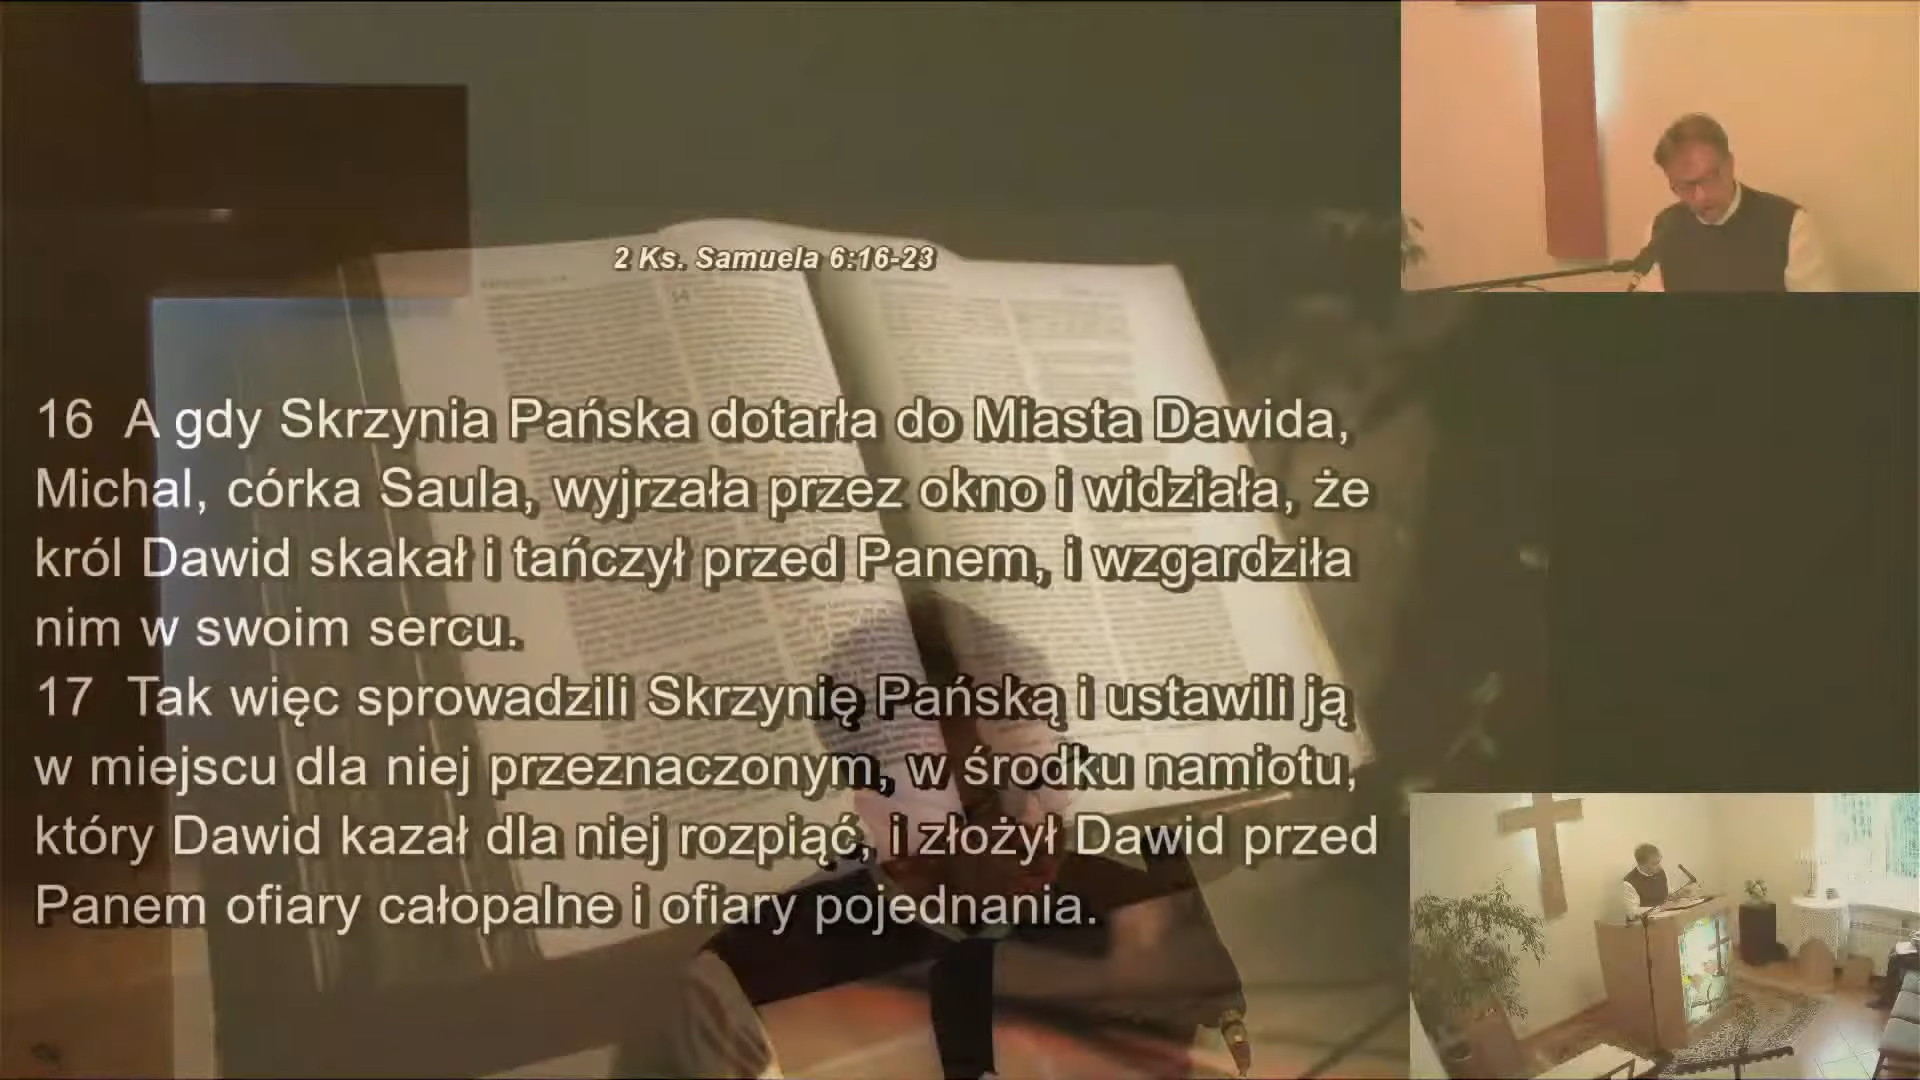 2 Ks. Samuela 6:16-23
16 A gdy Skrzynia Pańska dotarła do Miasta Dawida,
Michal, córka Saula, wyjrzała przez okno i widziała, że
król Dawid skakał i tańczył przed Panem, i wzgardziła
nim w swoim sercu.
17 Tak więc sprowadzili Skrzynię Pańską i ustawili ją
w miejscu dla niej przeznaczonym, w środku namiotu,
który Dawid kazał dla niej rozpiąć, i złożył Dawid przed
Panem ofiary całopalne i ofiary pojednania.